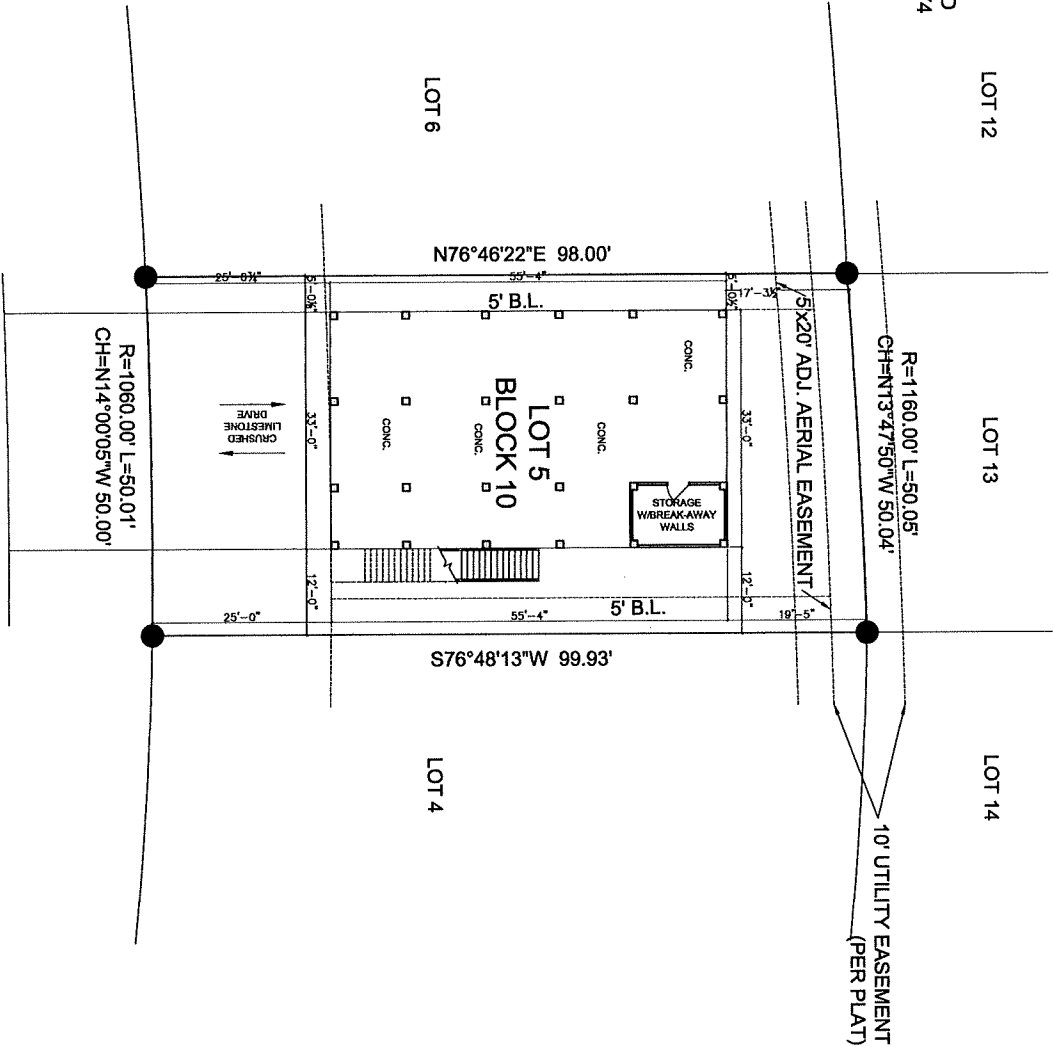 LOT 12
LOT 13
LOT 14
R=1160.00' L=50.05'
CH=N13°47'50"W 50.04'
10' UTILITY EASEMENT
(PER PLAT)
5'x20' ADJ. AERIAL EASEMENT
LOT 6
N76°46'22"E 98.00'
55'-4"
17'-3½"
5' B.L.
LOT 5
BLOCK 10
CONC.
CONC.
CONC.
CONC.
STORAGE
W/BREAK-AWAY
WALLS
33'-0"
33'-0"
12'-0"
12'-0"
CRUSHED
LIMESTONE
DRIVE
5' B.L.
25'-0"
55'-4"
19'-5"
S76°48'13"W 99.93'
LOT 4
R=1060.00' L=50.01'
CH=N14°00'05"W 50.00'